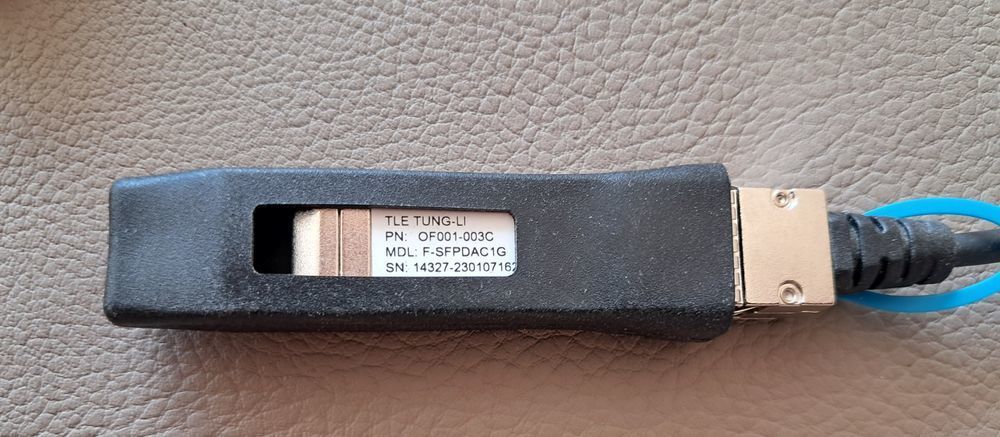 TLE TUNG-LI
PN: OF001-003C
MDL: F-SFPDAC1G
SN: 14327-230107162